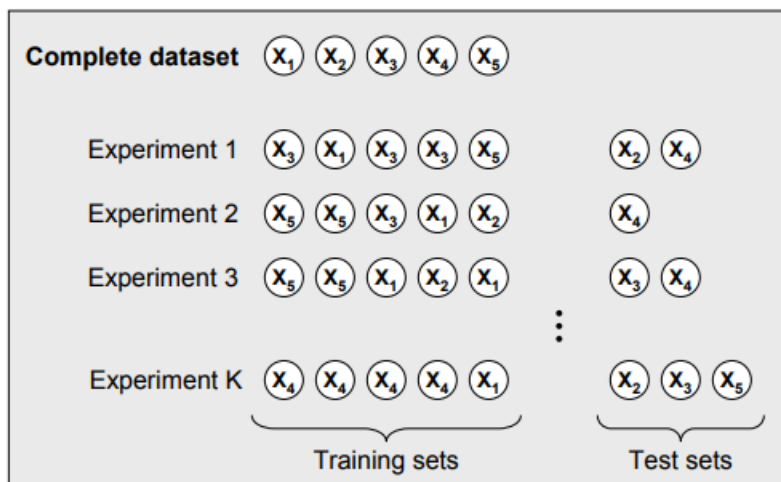 Complete dataset X₁ X₂ X₃ X₄ X₅
Experiment 1 X₃ X₁ X₃ X₃ X₅ X₂ X₄
Experiment 2 X₅ X₅ X₃ X₁ X₂ X₄
Experiment 3 X₅ X₅ X₁ X₂ X₁ X₃ X₄
Experiment K X₄ X₄ X₄ X₄ X₁ X₂ X₃ X₅
Training sets Test sets